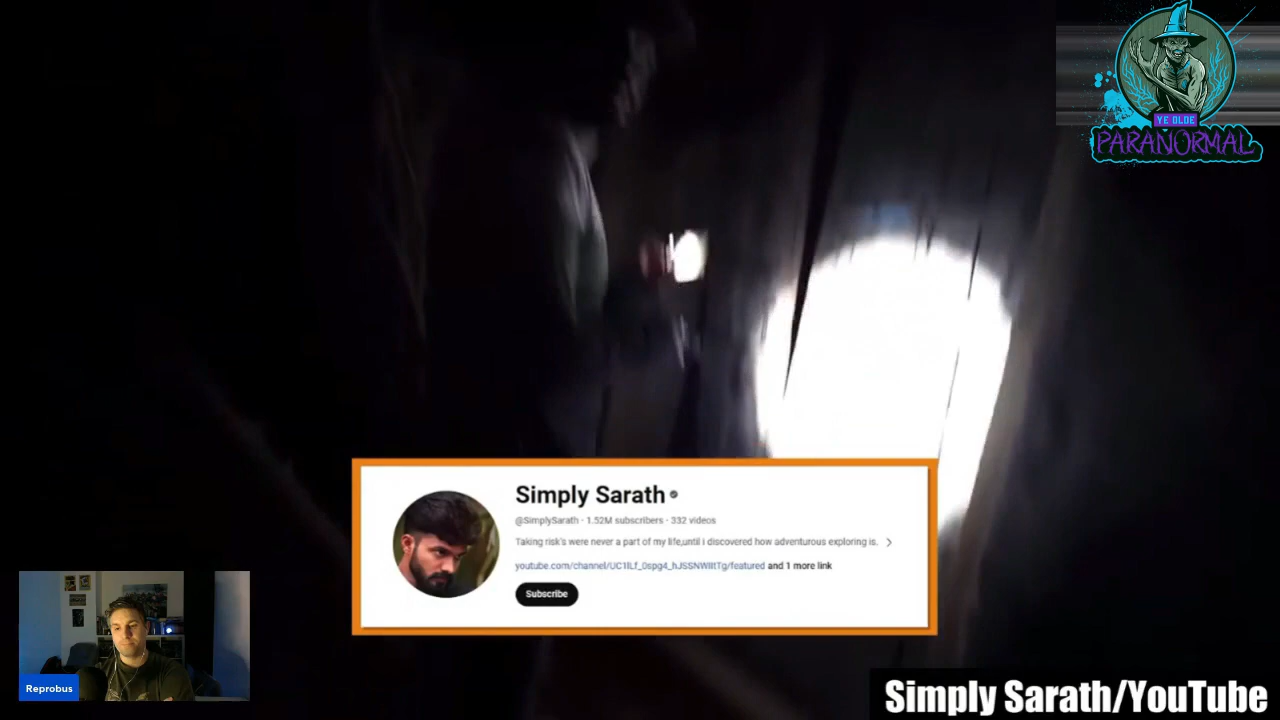 YE OLDE
PARANORMAL
Simply Sarath
@SimplySarath · 1.52M subscribers · 332 videos
Taking risk's were never a part of my life,until i discovered how adventurous exploring is.
and 1 more link
Subscribe
Reprobus
Simply Sarath/YouTube